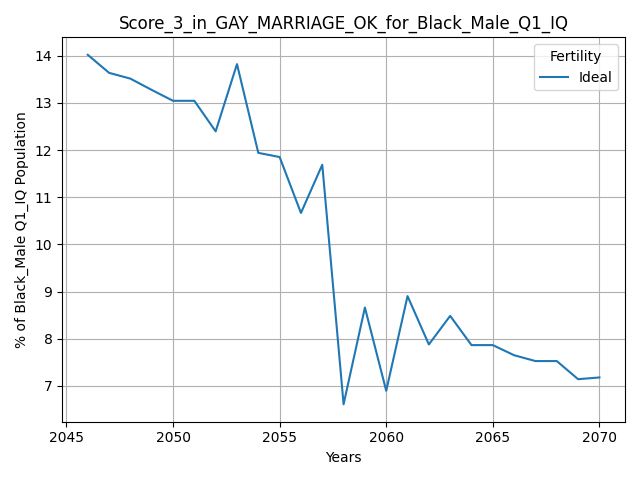 Score_3_in_GAY_MARRIAGE_OK_for_Black_Male_Q1_IQ
Fertility
Ideal
% of Black_Male Q1_IQ Population
14
13
12
11
10
9
8
7
2045
2050
2055
2060
2065
2070
Years